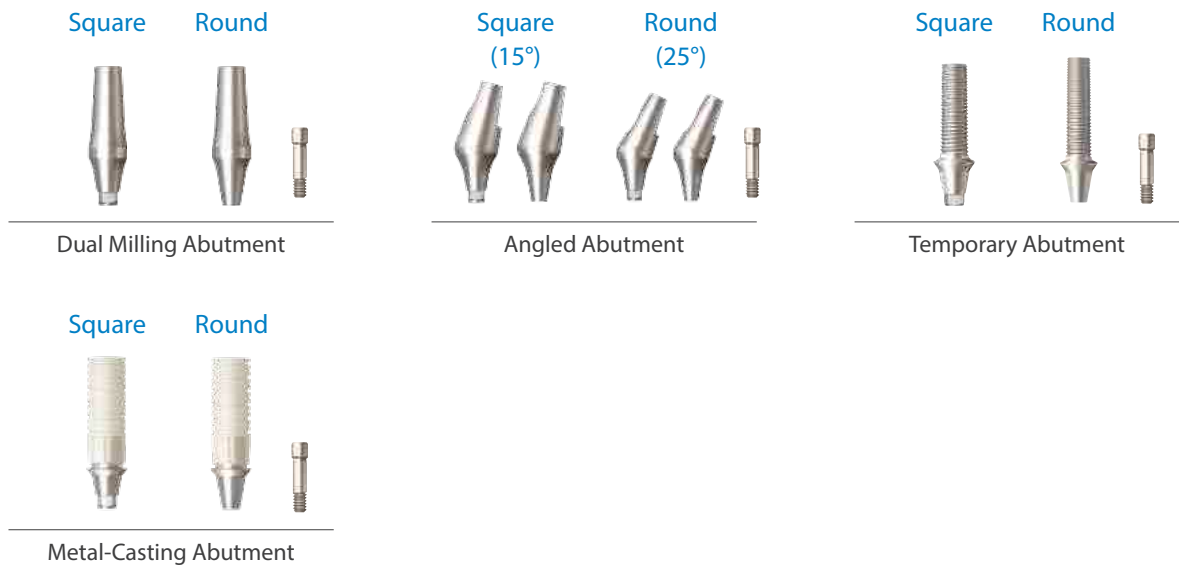 Square Round
Square Round
(15°) (25°)
Square Round
Dual Milling Abutment
Angled Abutment
Temporary Abutment
Square Round
Metal-Casting Abutment